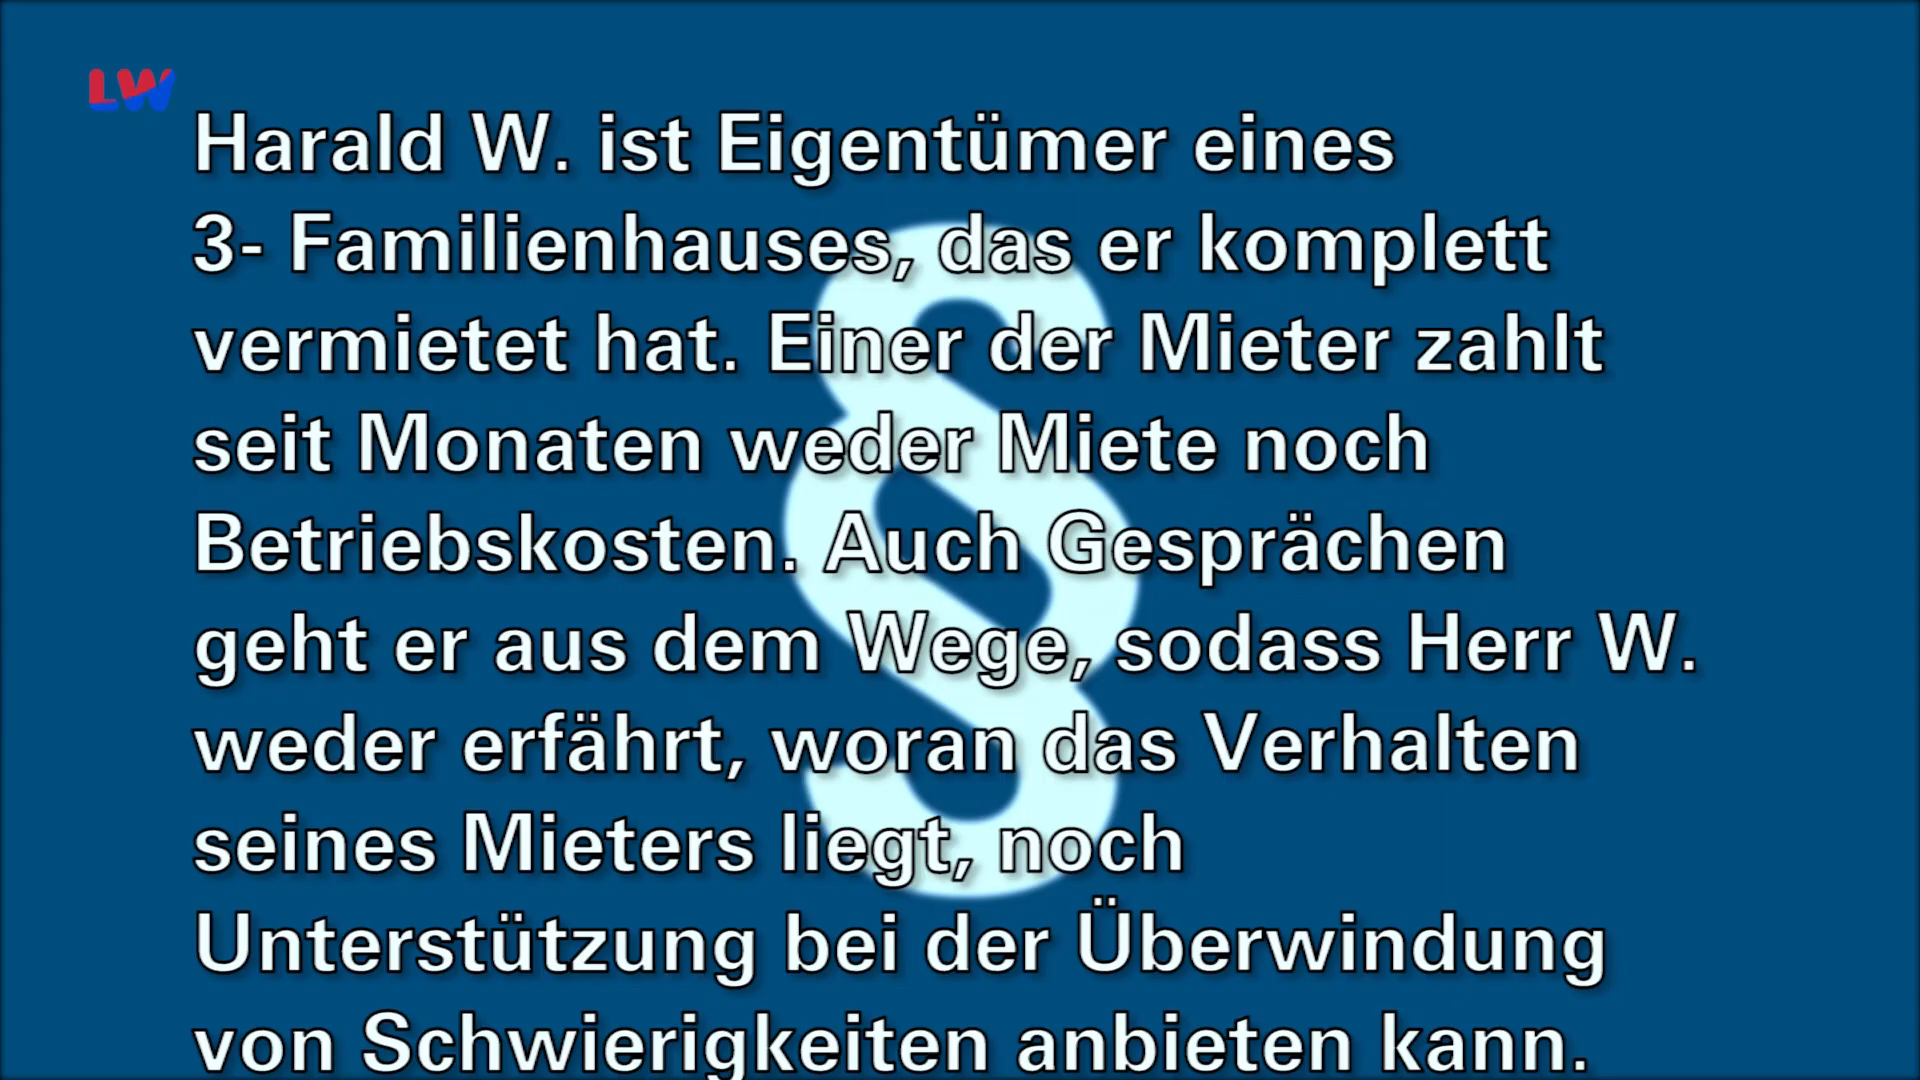 LW
Harald W. ist Eigentümer eines
3- Familienhauses, das er komplett
vermietet hat. Einer der Mieter zahlt
seit Monaten weder Miete noch
Betriebskosten. Auch Gesprächen
geht er aus dem Wege, sodass Herr W.
weder erfährt, woran das Verhalten
seines Mieters liegt, noch
Unterstützung bei der Überwindung
von Schwierigkeiten anbieten kann.
§